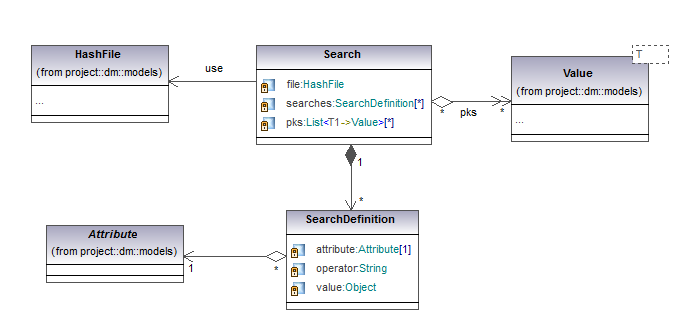 HashFile
(from project::dm::models)
...
use
Search
file:HashFile
searches:SearchDefinition[*]
pks:List<T1->Value>[*]
T
Value
(from project::dm::models)
...
*
pks
*
1
*
Attribute
(from project::dm::models)
1
*
SearchDefinition
attribute:Attribute[1]
operator:String
value:Object